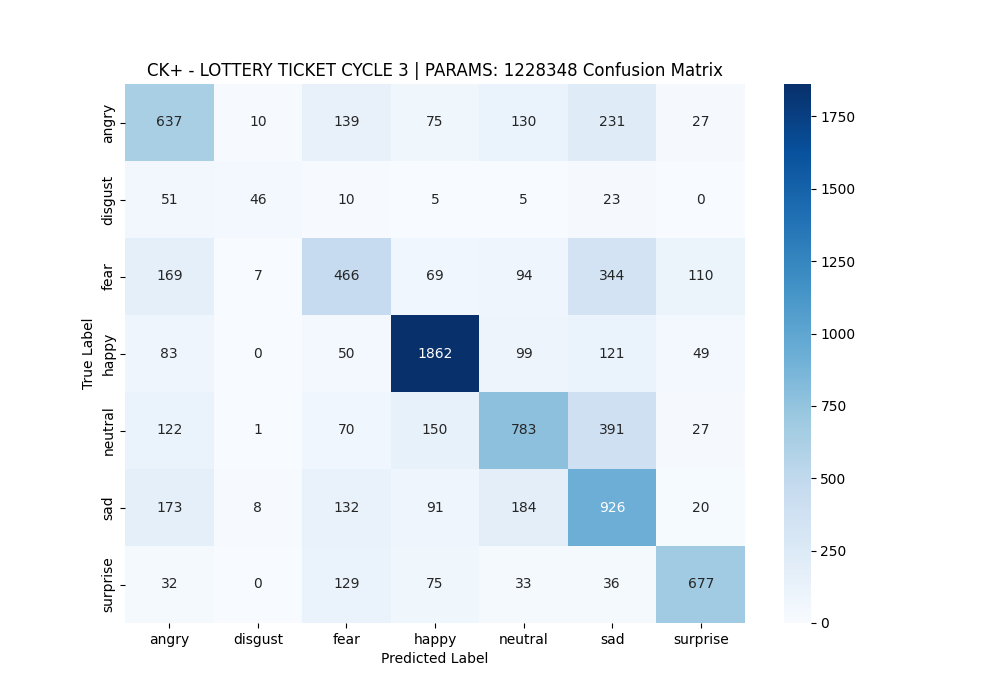 CK+ - LOTTERY TICKET CYCLE 3 | PARAMS: 1228348 Confusion Matrix
True Label
angry 637 10 139 75 130 231 27
disgust 51 46 10 5 5 23 0
fear 169 7 466 69 94 344 110
happy 83 0 50 1862 99 121 49
neutral 122 1 70 150 783 391 27
sad 173 8 132 91 184 926 20
surprise 32 0 129 75 33 36 677
angry disgust fear happy neutral sad surprise
Predicted Label
1750
1500
1250
1000
750
500
250
0